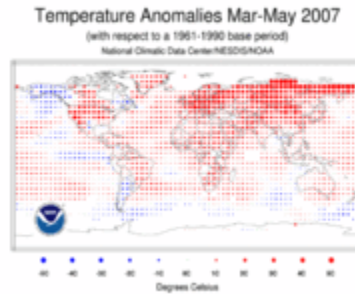 Temperature Anomalies Mar-May 2007
(with respect to a 1961-1990 base period)
National Climatic Data Center/NESDIS/NOAA
Degrees Celsius